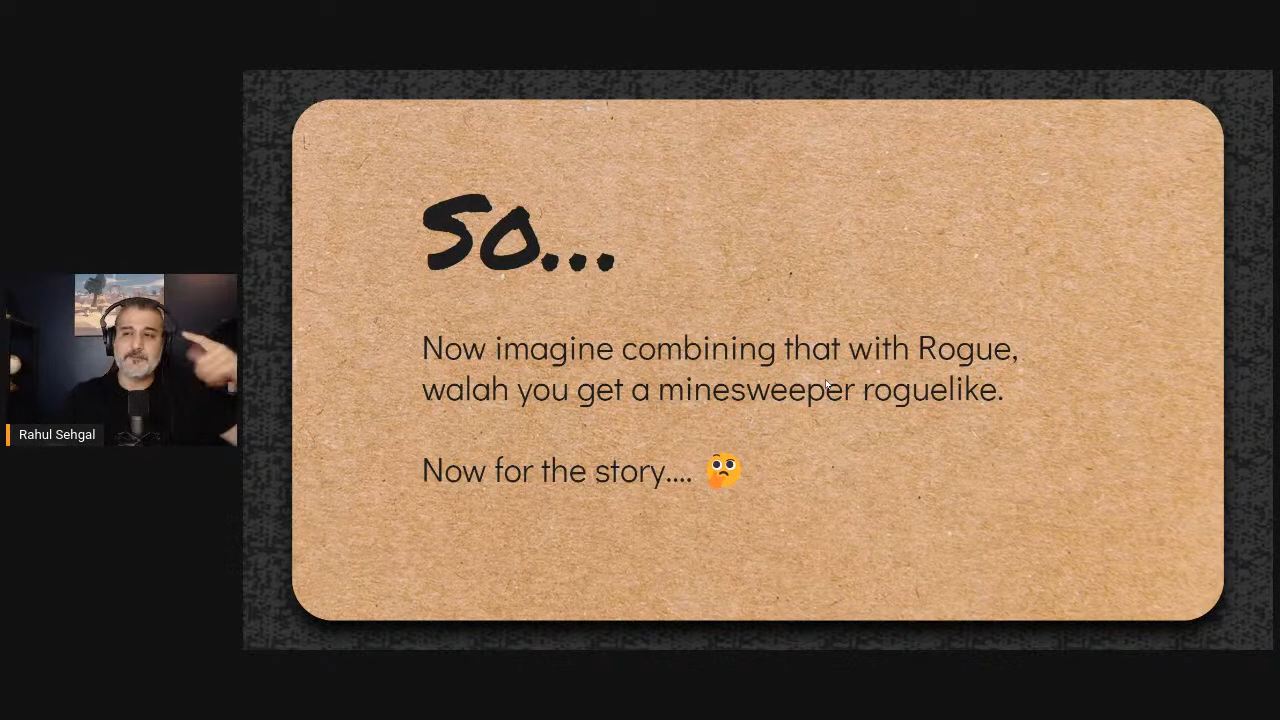 So...
Now imagine combining that with Rogue,
walah you get a minesweeper roguelike.
Now for the story.... 🤔
Rahul Sehgal